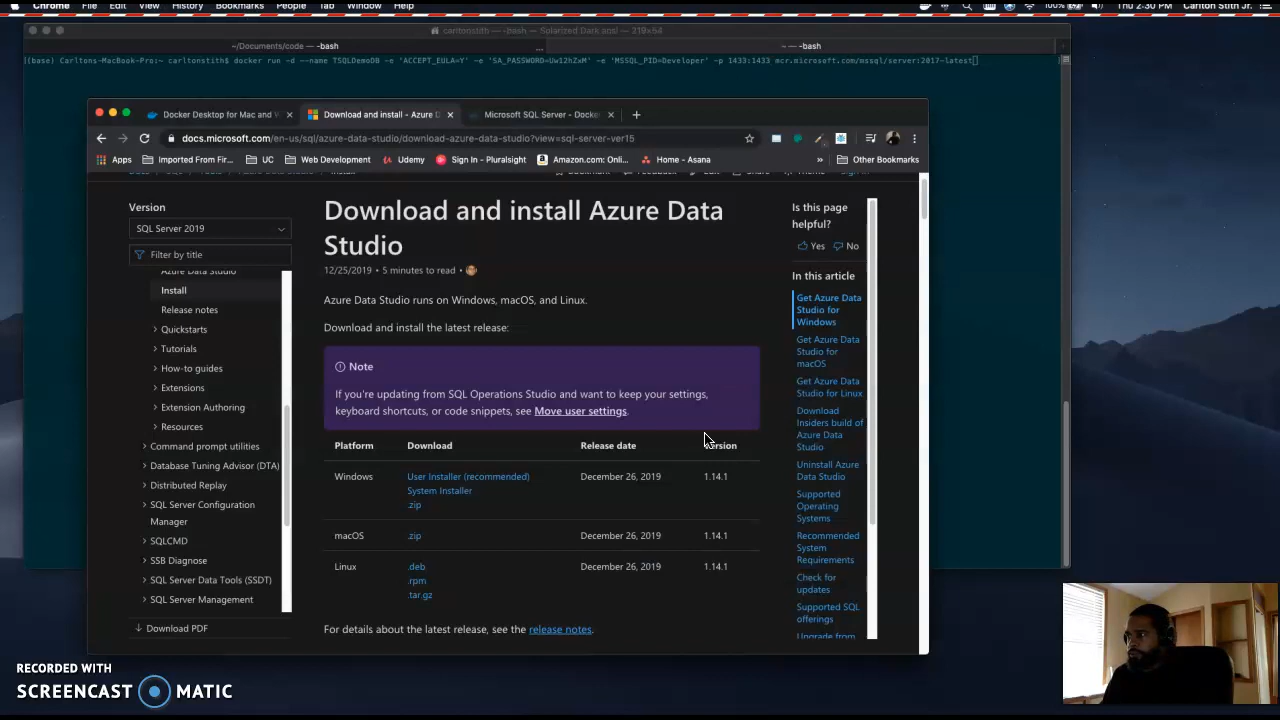 Chrome File Edit View History Bookmarks People Tab Window Help
100% Thu 2:30 PM Carlton Stith Jr.
carltonstith — -bash — Solarized Dark ansi — 219×64
~/Documents/code — -bash
~ — -bash
(base) Carltons-MacBook-Pro:~ carltonstith$ docker run -d --name TSQLDemoDB -e 'ACCEPT_EULA=Y' -e 'SA_PASSWORD=Uw12hZxM' -e 'MSSQL_PID=Developer' -p 1433:1433 mcr.microsoft.com/mssql/server:2017-latest
Docker Desktop for Mac and W
Download and install - Azure D
Microsoft SQL Server - Docke
docs.microsoft.com/en-us/sql/azure-data-studio/download-azure-data-studio?view=sql-server-ver15
Apps Imported From Fir... UC Web Development Udemy Sign In - Pluralsight Amazon.com: Onli... Home - Asana » Other Bookmarks
Version
SQL Server 2019
Filter by title
Azure Data Studio
Install
Release notes
Quickstarts
Tutorials
How-to guides
Extensions
Extension Authoring
Resources
Command prompt utilities
Database Tuning Advisor (DTA)
Distributed Replay
SQL Server Configuration
Manager
SQLCMD
SSB Diagnose
SQL Server Data Tools (SSDT)
SQL Server Management
Download PDF
Download and install Azure Data
Studio
12/25/2019 • 5 minutes to read •
Azure Data Studio runs on Windows, macOS, and Linux.
Download and install the latest release:
Note
If you're updating from SQL Operations Studio and want to keep your settings,
keyboard shortcuts, or code snippets, see Move user settings.
Platform Download Release date Version
Windows User Installer (recommended) December 26, 2019 1.14.1
System Installer
.zip
macOS .zip December 26, 2019 1.14.1
Linux .deb December 26, 2019 1.14.1
.rpm
.tar.gz
For details about the latest release, see the release notes.
Is this page
helpful?
Yes No
In this article
Get Azure Data
Studio for
Windows
Get Azure Data
Studio for
macOS
Get Azure Data
Studio for Linux
Download
Insiders build of
Azure Data
Studio
Uninstall Azure
Data Studio
Supported
Operating
Systems
Recommended
System
Requirements
Check for
updates
Supported SQL
offerings
Upgrade from
RECORDED WITH
SCREENCAST MATIC